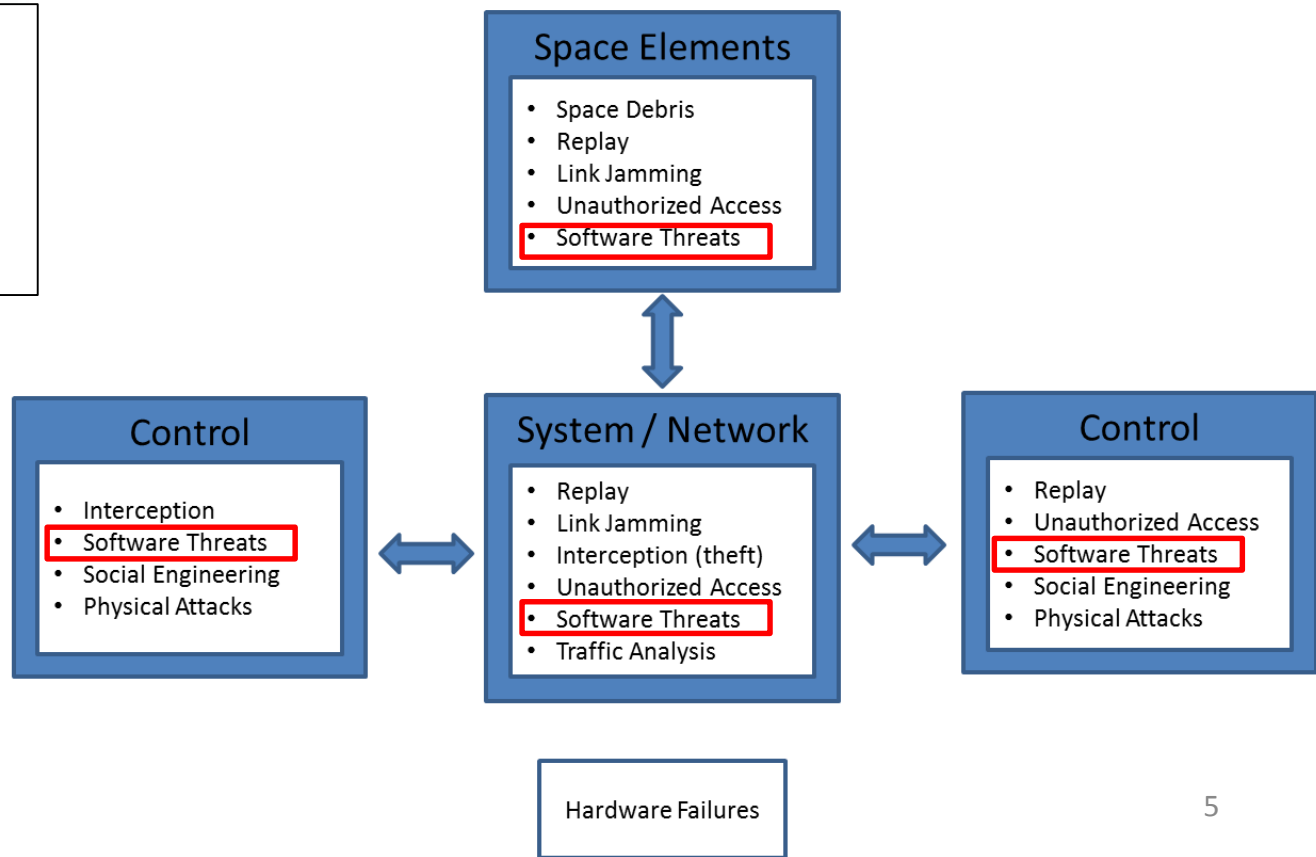 Space Elements
• Space Debris
• Replay
• Link Jamming
• Unauthorized Access
• Software Threats
Control
• Interception
• Software Threats
• Social Engineering
• Physical Attacks
System / Network
• Replay
• Link Jamming
• Interception (theft)
• Unauthorized Access
• Software Threats
• Traffic Analysis
Control
• Replay
• Unauthorized Access
• Software Threats
• Social Engineering
• Physical Attacks
Hardware Failures
5